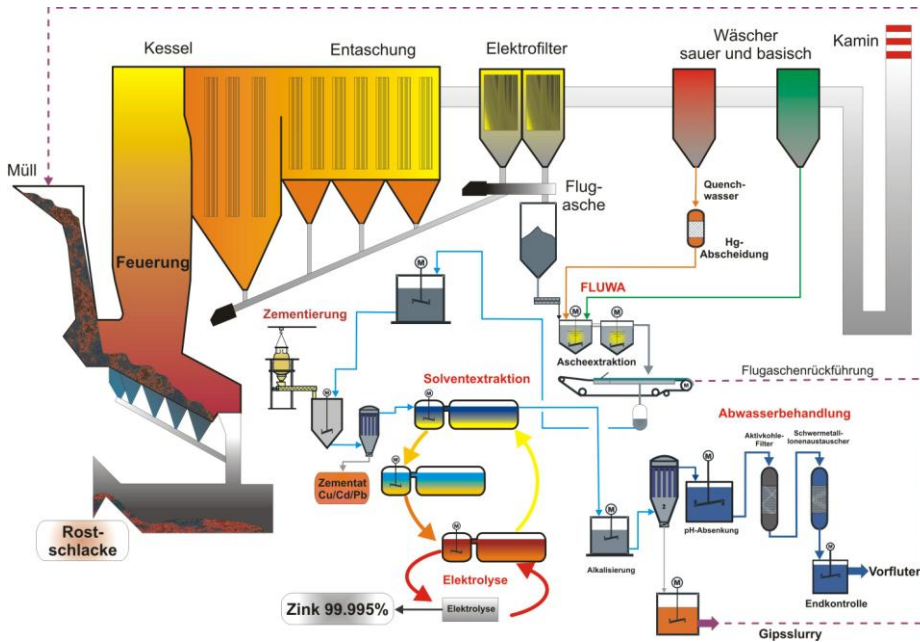 Kessel
Entaschung
Elektrofilter
Wäscher
sauer und basisch
Kamin
Müll
Feuerung
Flug-
asche
Quench-
wasser
Hg-
Abscheidung
FLUWA
M
M
M
Ascheextraktion
M
Flugaschenrückführung
Zementierung
M
Solventextraktion
M
M
M
Zementat
Cu/Cd/Pb
Abwasserbehandlung
Aktivkohle-
Filter
Schwermetall-
Ionenaustauscher
M
pH-Absenkung
M
Alkalisierung
Rost-
schlacke
Elektrolyse
Elektrolyse
Zink 99.995%
M
Endkontrolle
Vorfluter
M
Gipsslurry